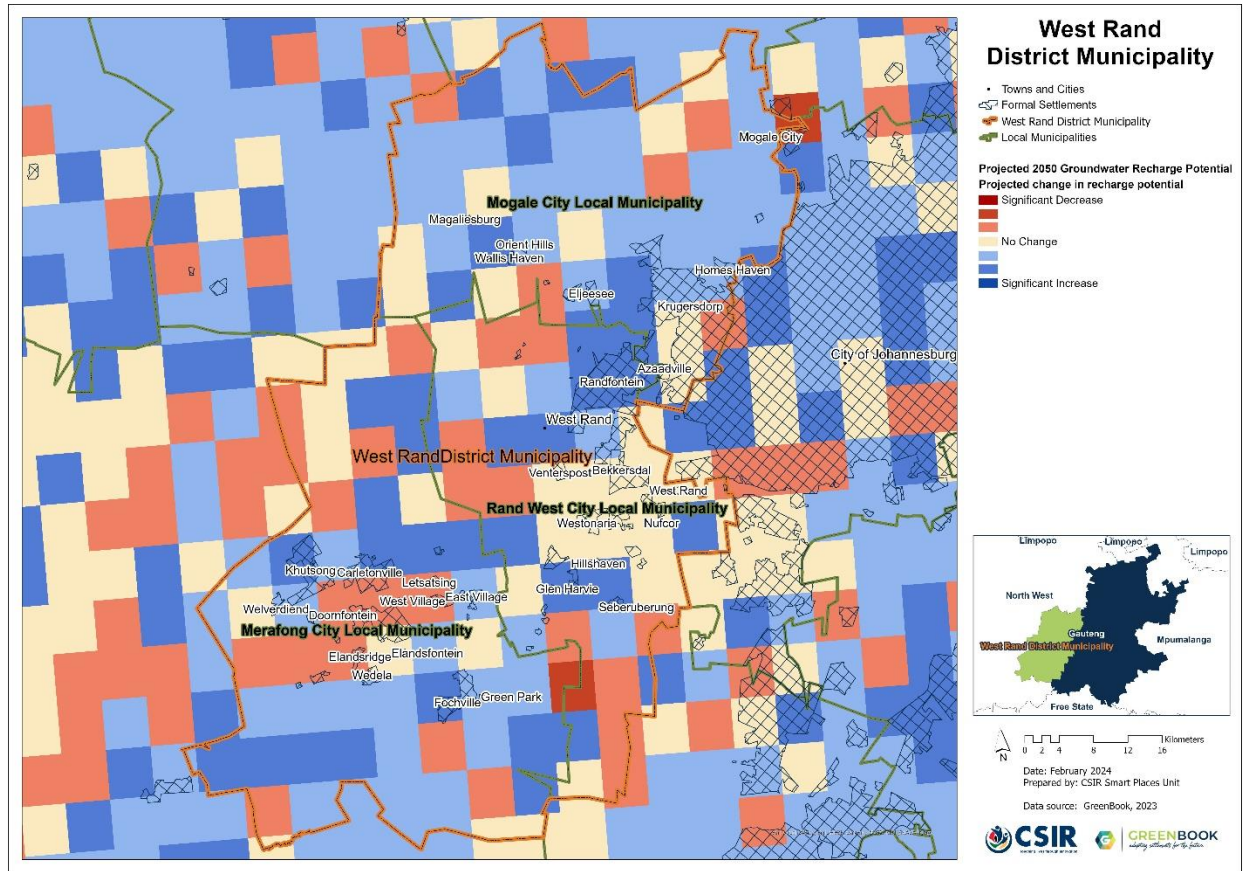 West Rand
District Municipality
Towns and Cities
Formal Settlements
West Rand District Municipality
Local Municipalities
Projected 2050 Groundwater Recharge Potential
Projected change in recharge potential
Significant Decrease
No Change
Significant Increase
Mogale City
Mogale City Local Municipality
Magaliesburg
Orient Hills
Wallis Haven
Homes Haven
Eljeesee
Krugersdorp
City of Johannesburg
Azaadville
Randfontein
West Rand
West RandDistrict Municipality
Venterspost
Bekkersdal
West Rand
Rand West City Local Municipality
Westonaria
Nufcor
Hillshaven
Khutsong
Carletonville
Letsatsing
Glen Harvie
West Village
East Village
Welverdiend
Doornfontein
Seberuberung
Merafong City Local Municipality
Elandsridge
Elandsfontein
Wedela
Fochville
Green Park
Limpopo
Limpopo
Limpopo
North West
Gauteng
Mpumalanga
West Rand District Municipality
Free State
N
Kilometers
0 2 4 8 12 16
Date: February 2024
Prepared by: CSIR Smart Places Unit
Data source: GreenBook, 2023
CSIR
GREENBOOK
adapting settlements for the future